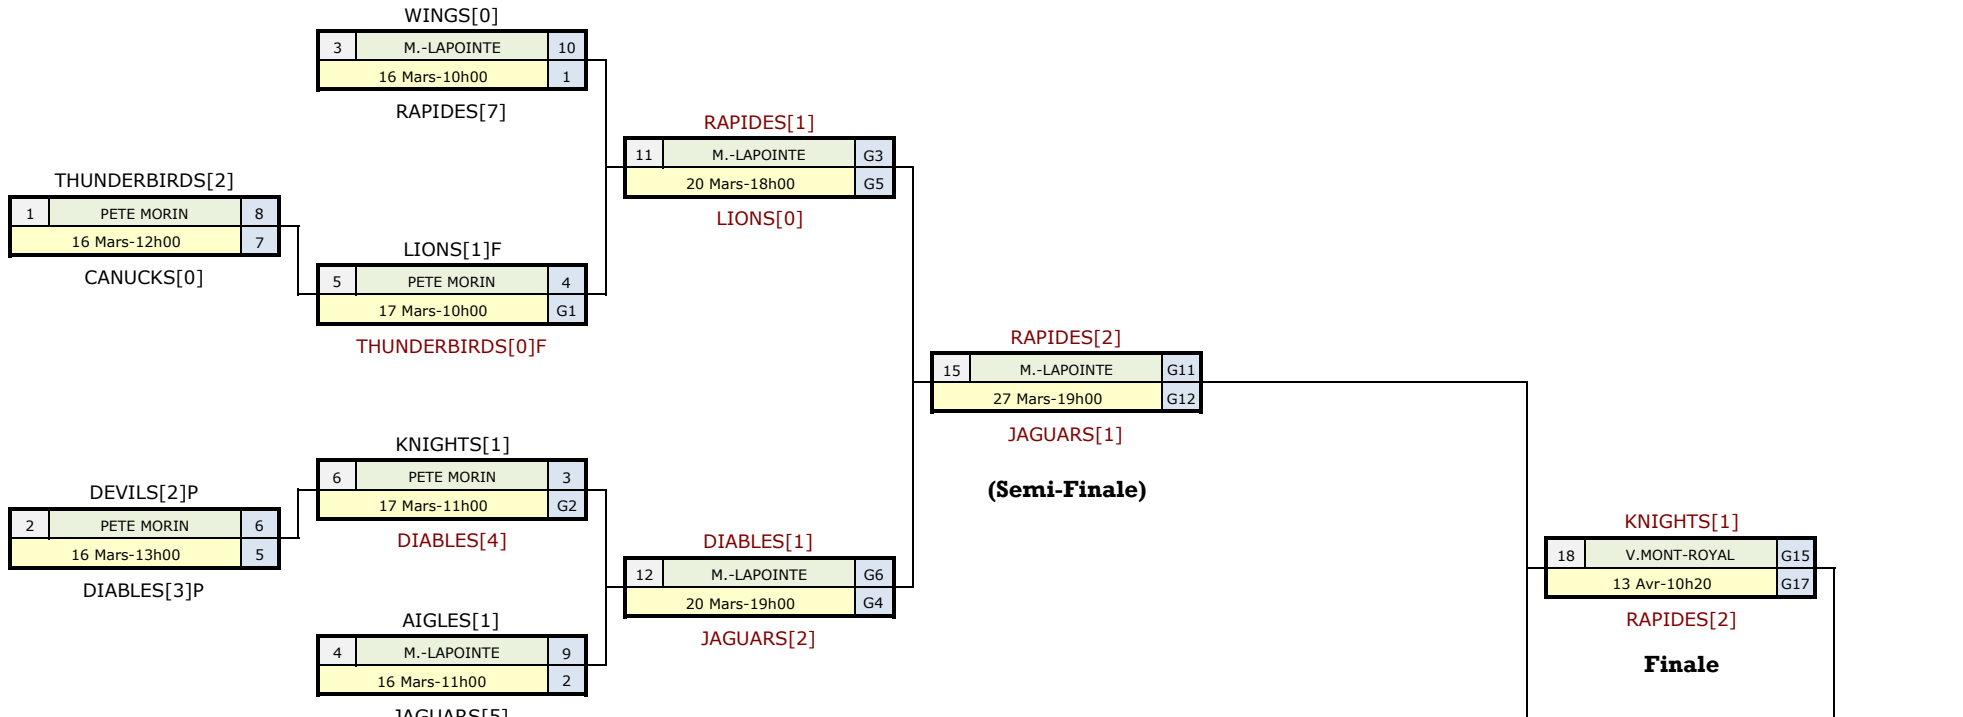 WINGS[0]
3 M.-LAPOINTE 10
16 Mars-10h00 1
RAPIDES[7]
THUNDERBIRDS[2]
1 PETE MORIN 8
16 Mars-12h00 7
CANUCKS[0]
LIONS[1]F
5 PETE MORIN 4
17 Mars-10h00 G1
THUNDERBIRDS[0]F
RAPIDES[1]
11 M.-LAPOINTE G3
20 Mars-18h00 G5
LIONS[0]
RAPIDES[2]
15 M.-LAPOINTE G11
27 Mars-19h00 G12
JAGUARS[1]
(Semi-Finale)
KNIGHTS[1]
6 PETE MORIN 3
17 Mars-11h00 G2
DIABLES[4]
DEVILS[2]P
2 PETE MORIN 6
16 Mars-13h00 5
DIABLES[3]P
DIABLES[1]
12 M.-LAPOINTE G6
20 Mars-19h00 G4
JAGUARS[2]
AIGLES[1]
4 M.-LAPOINTE 9
16 Mars-11h00 2
JAGUARS[5]
KNIGHTS[1]
18 V.MONT-ROYAL G15
13 Avr-10h20 G17
RAPIDES[2]
Finale